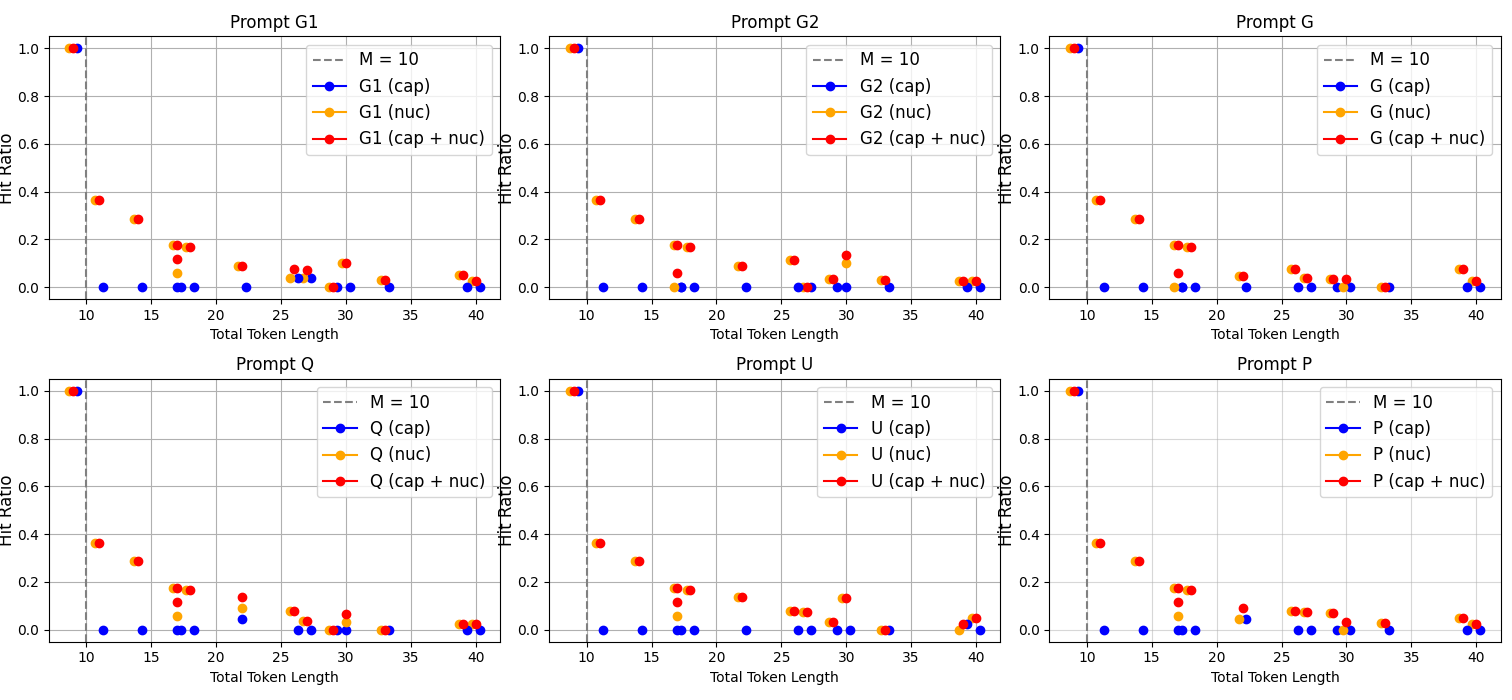 Prompt G1
Hit Ratio
1.0
0.8
0.6
0.4
0.2
0.0
M = 10
G1 (cap)
G1 (nuc)
G1 (cap + nuc)
10 15 20 25 30 35 40
Total Token Length
Prompt G2
Hit Ratio
1.0
0.8
0.6
0.4
0.2
0.0
M = 10
G2 (cap)
G2 (nuc)
G2 (cap + nuc)
10 15 20 25 30 35 40
Total Token Length
Prompt G
Hit Ratio
1.0
0.8
0.6
0.4
0.2
0.0
M = 10
G (cap)
G (nuc)
G (cap + nuc)
10 15 20 25 30 35 40
Total Token Length
Prompt Q
Hit Ratio
1.0
0.8
0.6
0.4
0.2
0.0
M = 10
Q (cap)
Q (nuc)
Q (cap + nuc)
10 15 20 25 30 35 40
Total Token Length
Prompt U
Hit Ratio
1.0
0.8
0.6
0.4
0.2
0.0
M = 10
U (cap)
U (nuc)
U (cap + nuc)
10 15 20 25 30 35 40
Total Token Length
Prompt P
Hit Ratio
1.0
0.8
0.6
0.4
0.2
0.0
M = 10
P (cap)
P (nuc)
P (cap + nuc)
10 15 20 25 30 35 40
Total Token Length